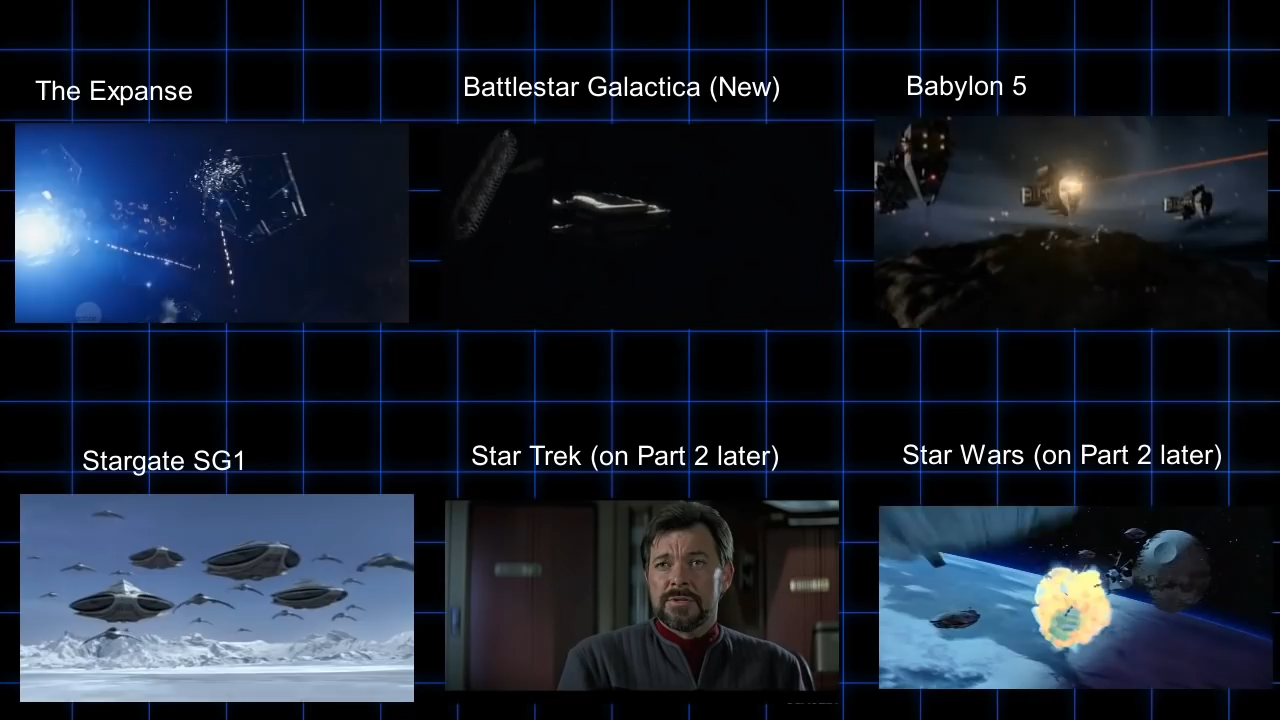 The Expanse
Battlestar Galactica (New)
Babylon 5
Stargate SG1
Star Trek (on Part 2 later)
Star Wars (on Part 2 later)